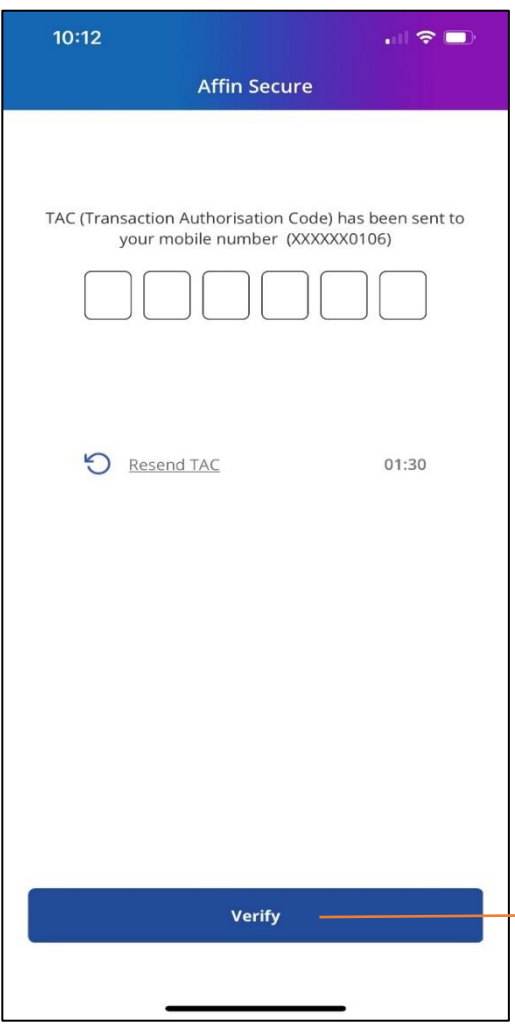 10:12
Affin Secure
TAC (Transaction Authorisation Code) has been sent to
your mobile number (XXXXXX0106)
Resend TAC 01:30
Verify